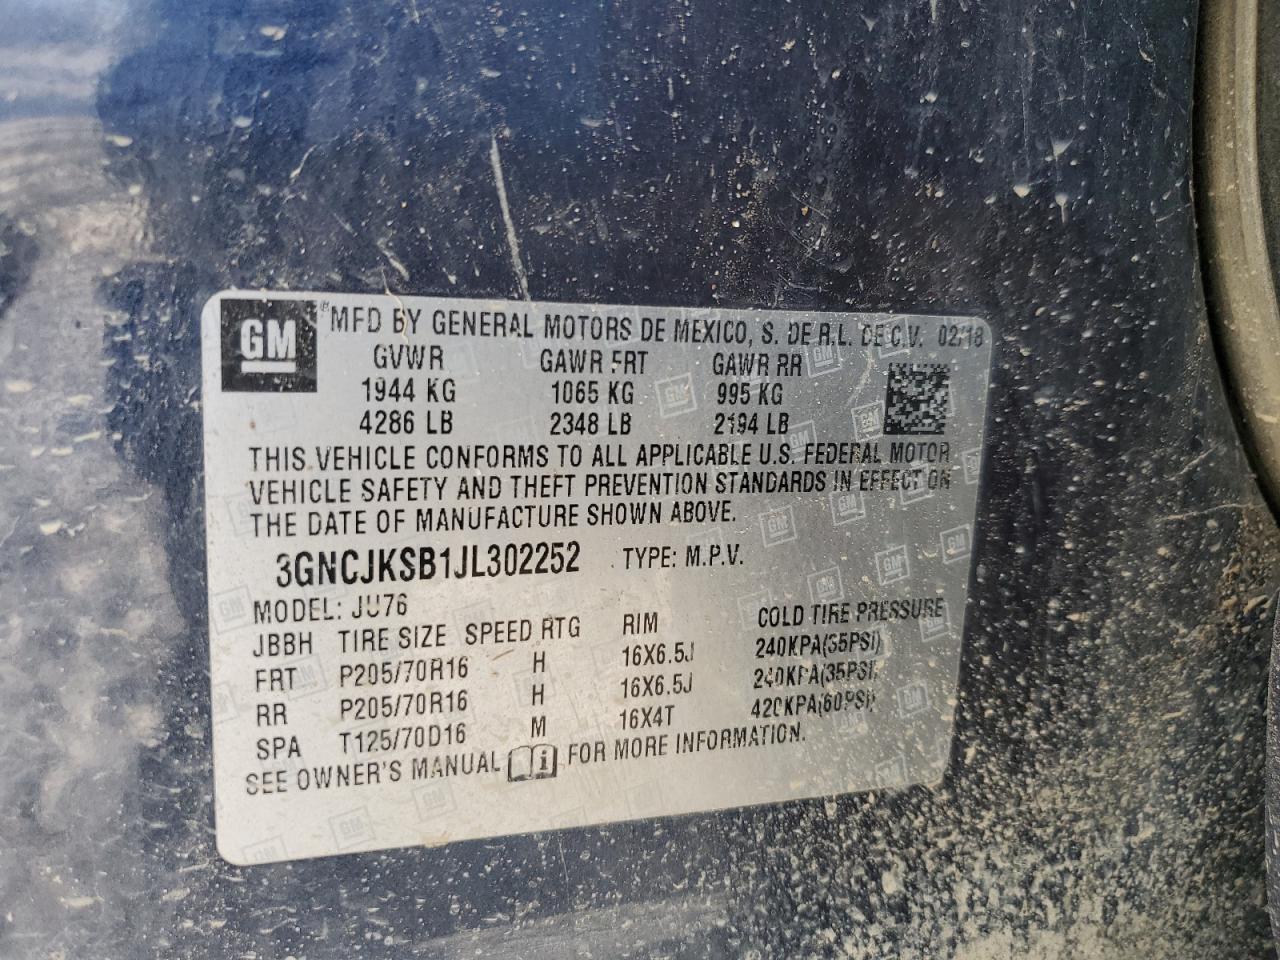 GM
® MFD BY GENERAL MOTORS DE MEXICO, S. DE R.L. DE C.V. 02/18
GVWR GAWR FRT GAWR RR
1944 KG 1065 KG 995 KG
4286 LB 2348 LB 2194 LB
THIS VEHICLE CONFORMS TO ALL APPLICABLE U.S. FEDERAL MOTOR
VEHICLE SAFETY AND THEFT PREVENTION STANDARDS IN EFFECT ON
THE DATE OF MANUFACTURE SHOWN ABOVE.
3GNCJKSB1JL302252 TYPE: M.P.V.
MODEL: JU76
JBBH TIRE SIZE SPEED RTG RIM COLD TIRE PRESSURE
FRT P205/70R16 H 16X6.5J 240KPA(35PSI)
RR P205/70R16 H 16X6.5J 240KPA(35PSI)
SPA T125/70D16 M 16X4T 420KPA(60PSI)
SEE OWNER'S MANUAL FOR MORE INFORMATION.